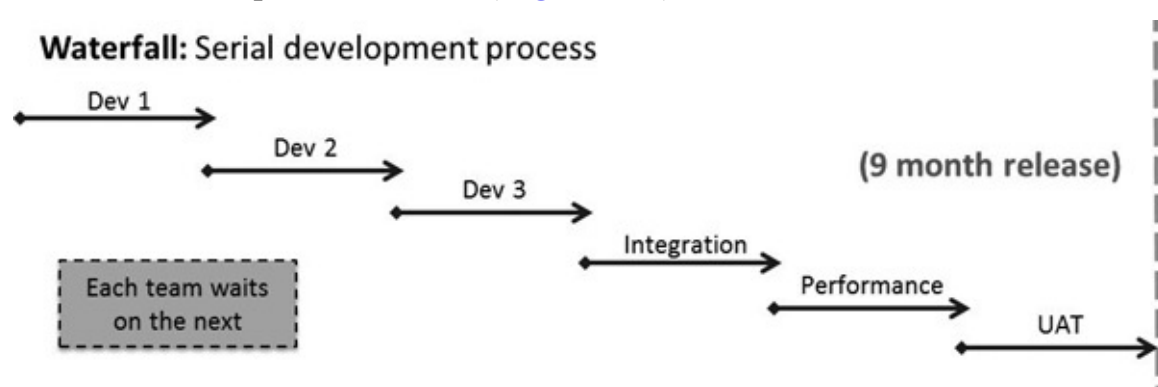 Waterfall: Serial development process
Dev 1
Dev 2
(9 month release)
Dev 3
Integration
Each team waits
on the next
Performance
UAT